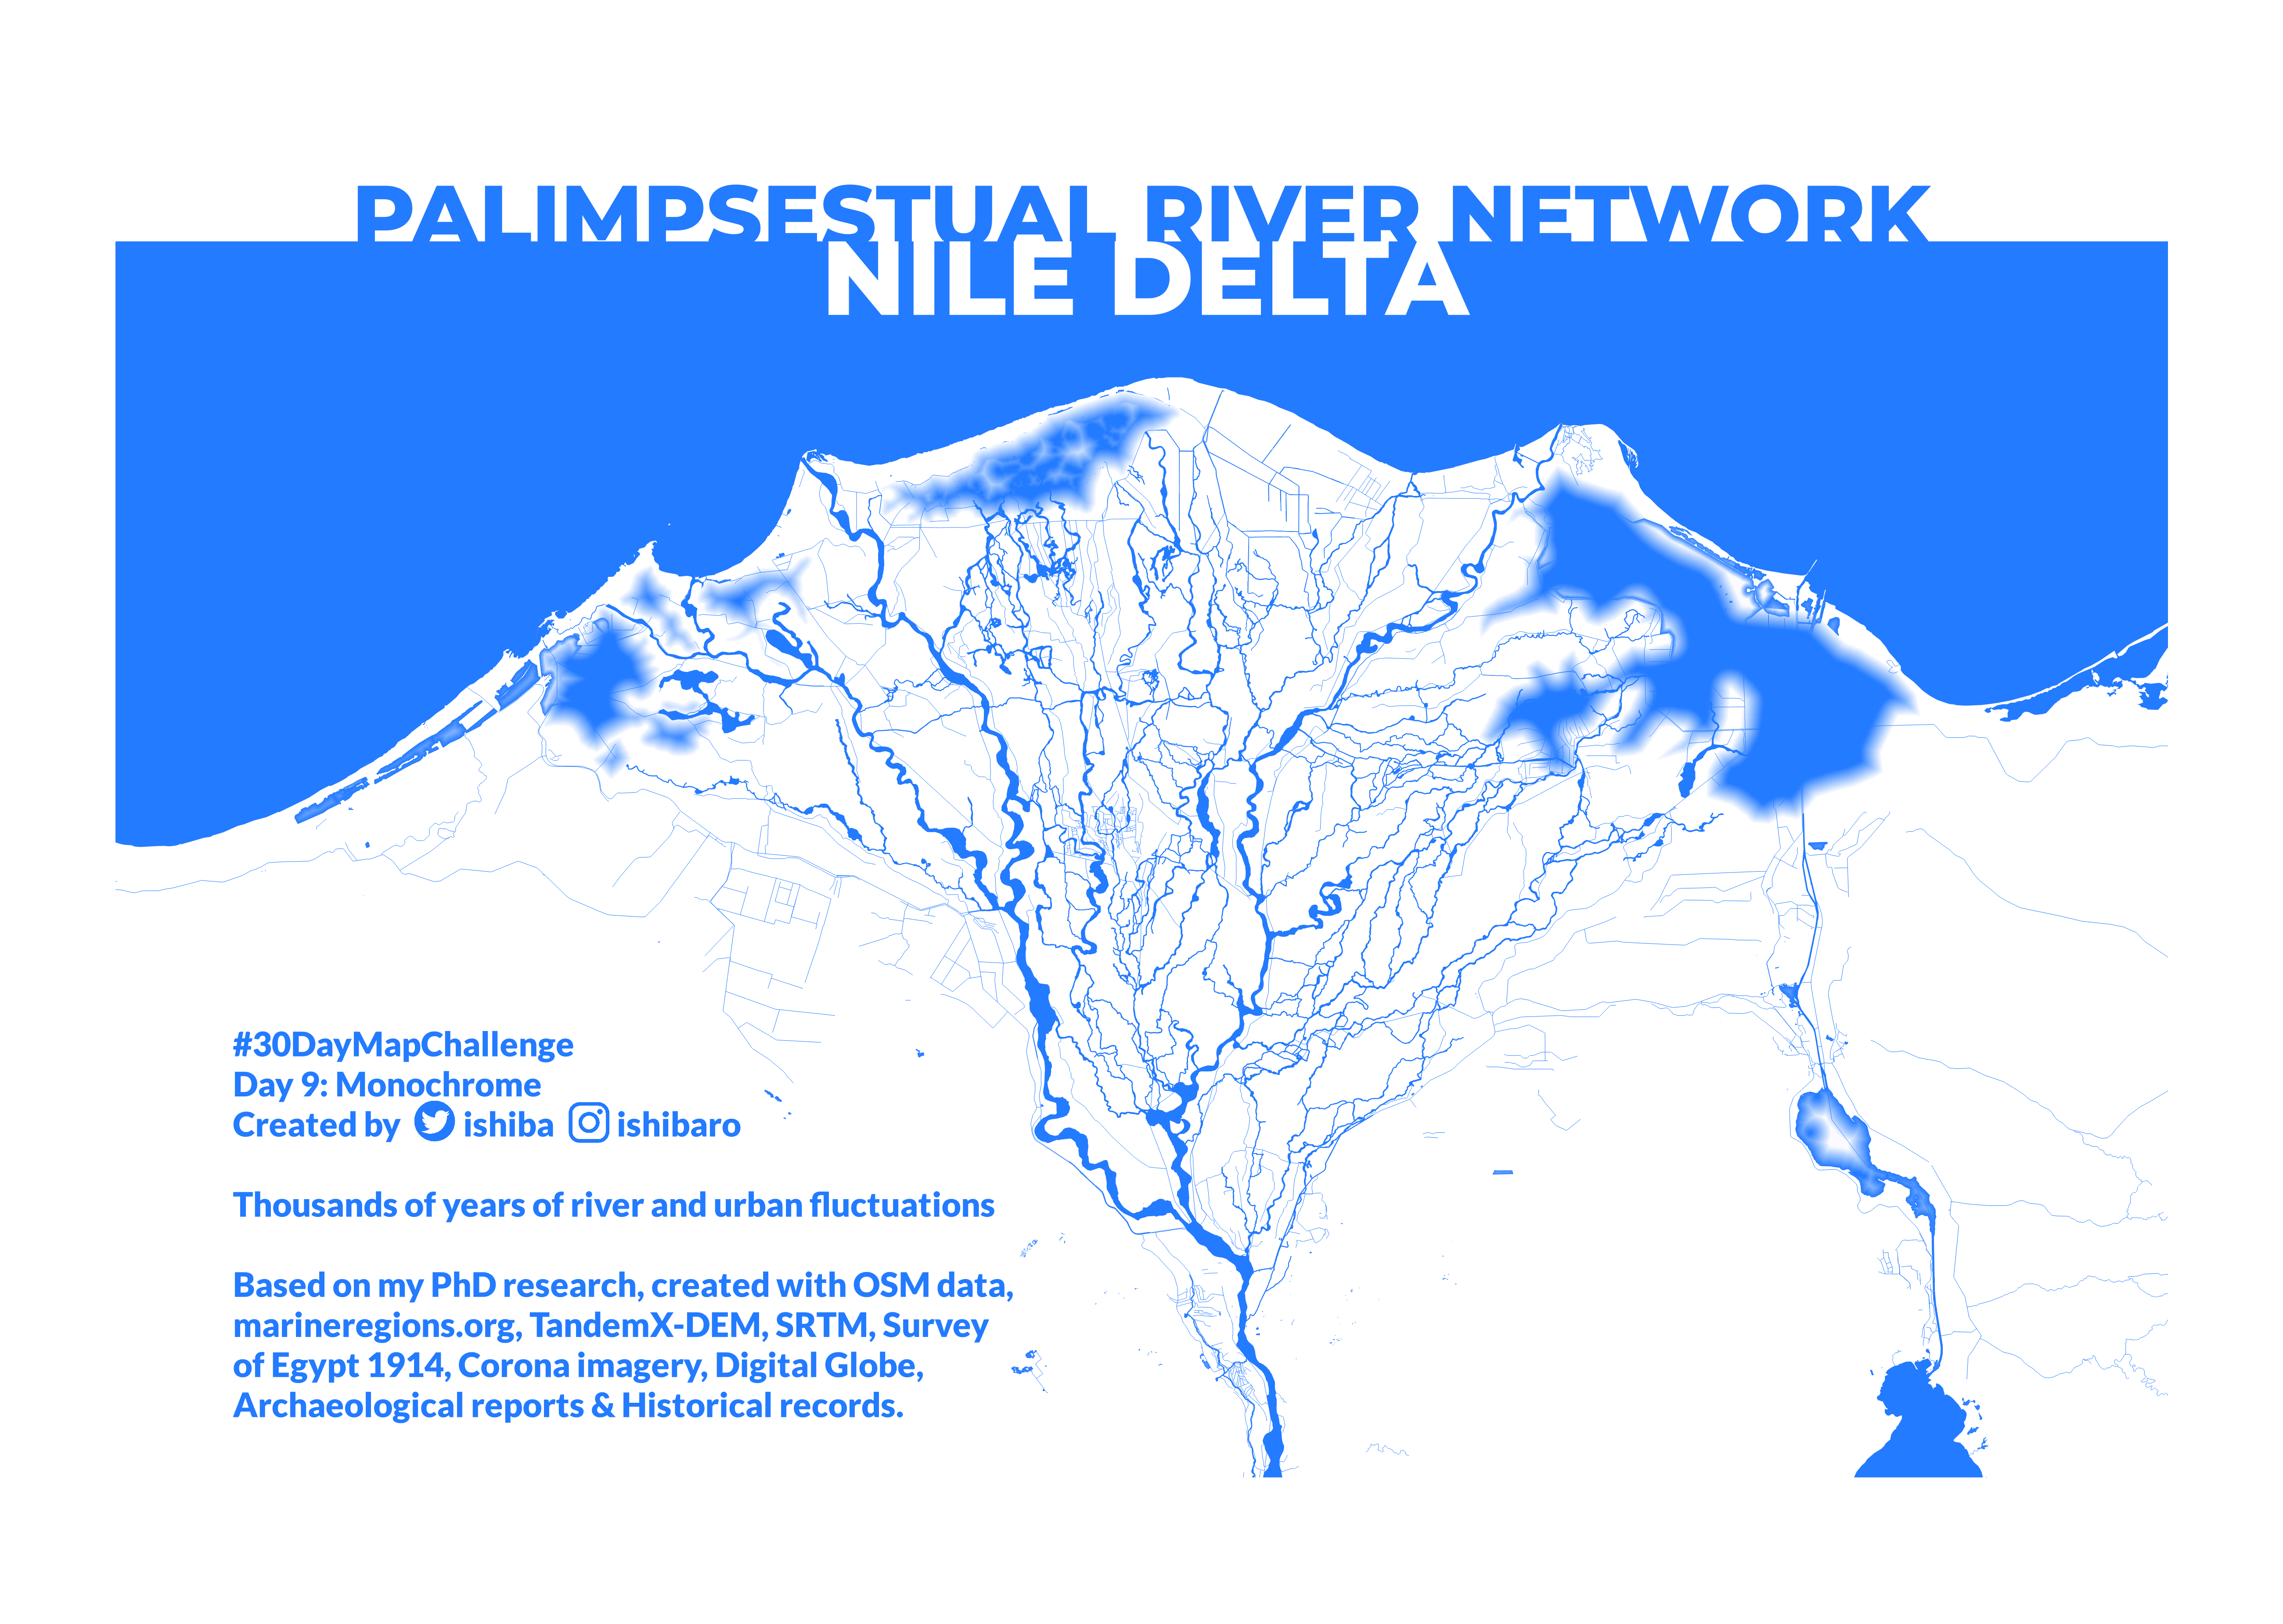 PALIMPSESTUAL RIVER NETWORK
NILE DELTA
#30DayMapChallenge
Day 9: Monochrome
Created by ishiba ishibaro
Thousands of years of river and urban fluctuations
Based on my PhD research, created with OSM data,
marineregions.org, TandemX-DEM, SRTM, Survey
of Egypt 1914, Corona imagery, Digital Globe,
Archaeological reports & Historical records.